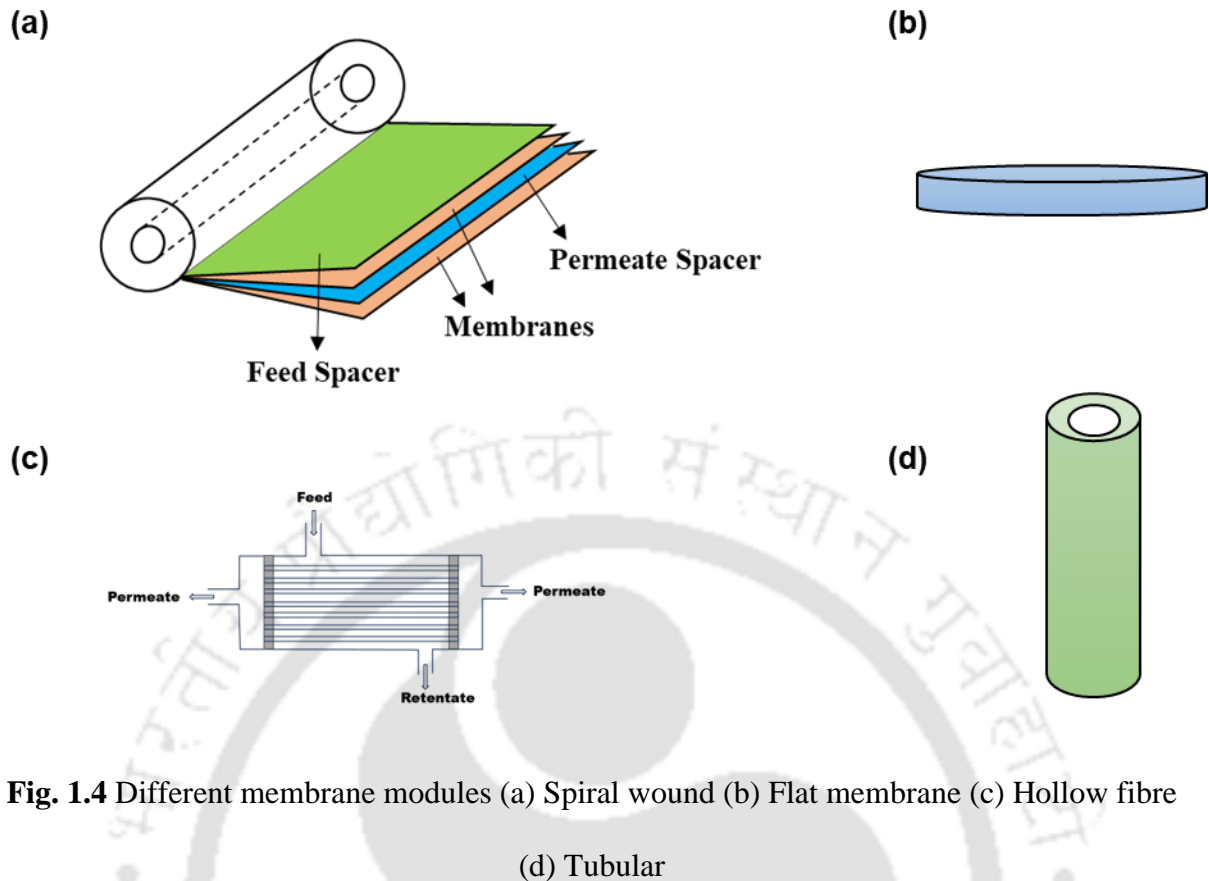 (a)
(b)
Permeate Spacer
Membranes
Feed Spacer
(c)
(d)
Feed
Permeate
Permeate
Retentate
भारतीय प्रौद्योगिकी संस्थान गुवाहाटी
Fig. 1.4 Different membrane modules (a) Spiral wound (b) Flat membrane (c) Hollow fibre
(d) Tubular